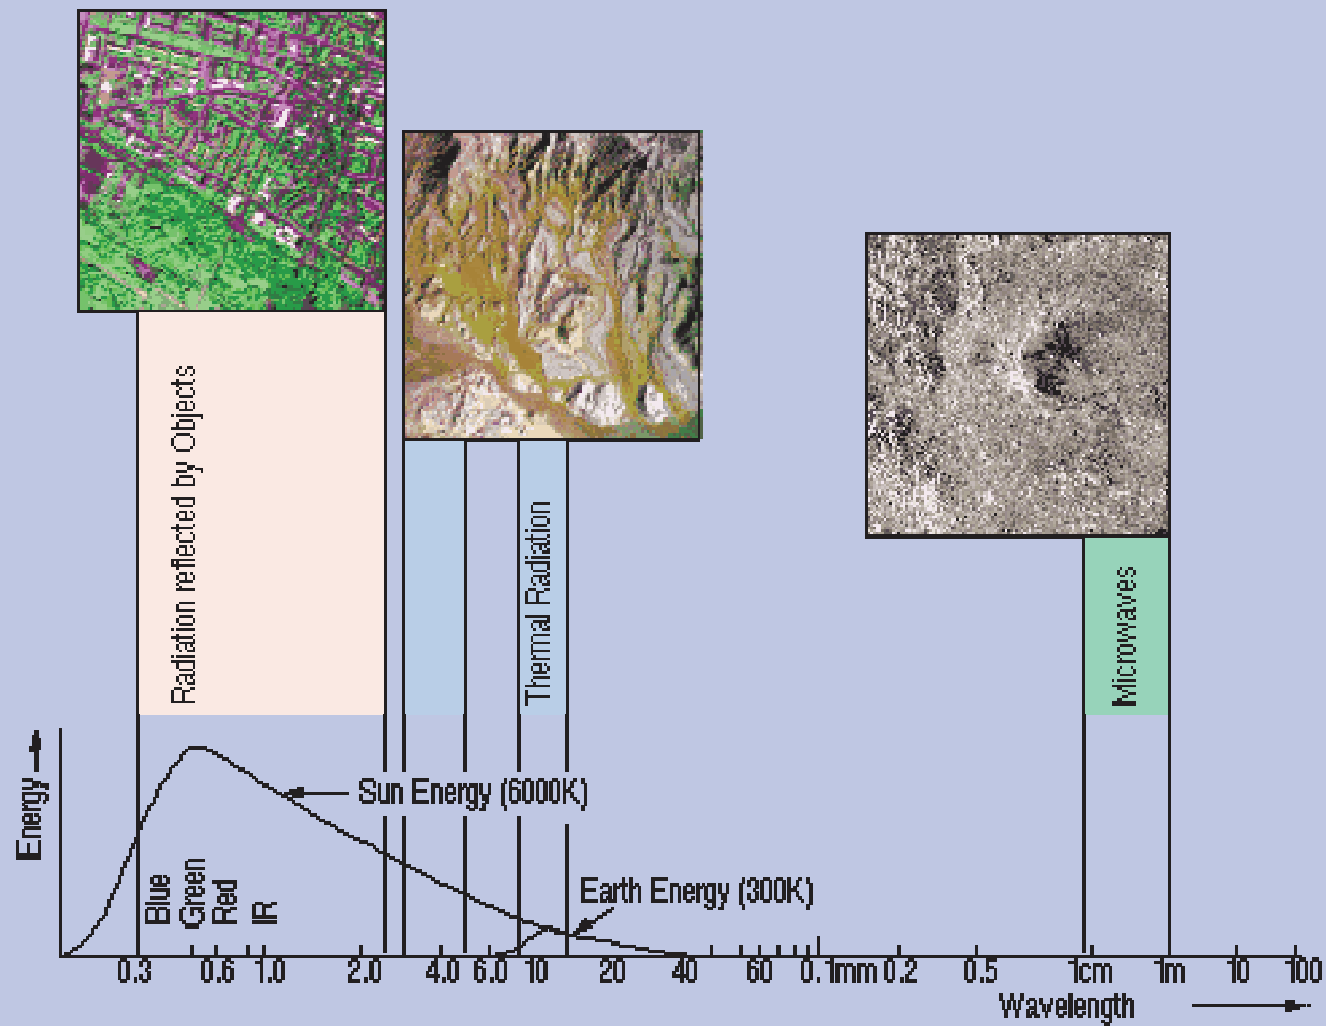 Radiation reflected by Objects
Thermal Radiation
Microwaves
Energy
Sun Energy (6000K)
Earth Energy (300K)
Blue
Green
Red
IR
0.3 0.6 1.0 2.0 4.0 6.0 10 20 40 60 0.1mm 0.2 0.5 1cm 1m 10 100
Wavelength